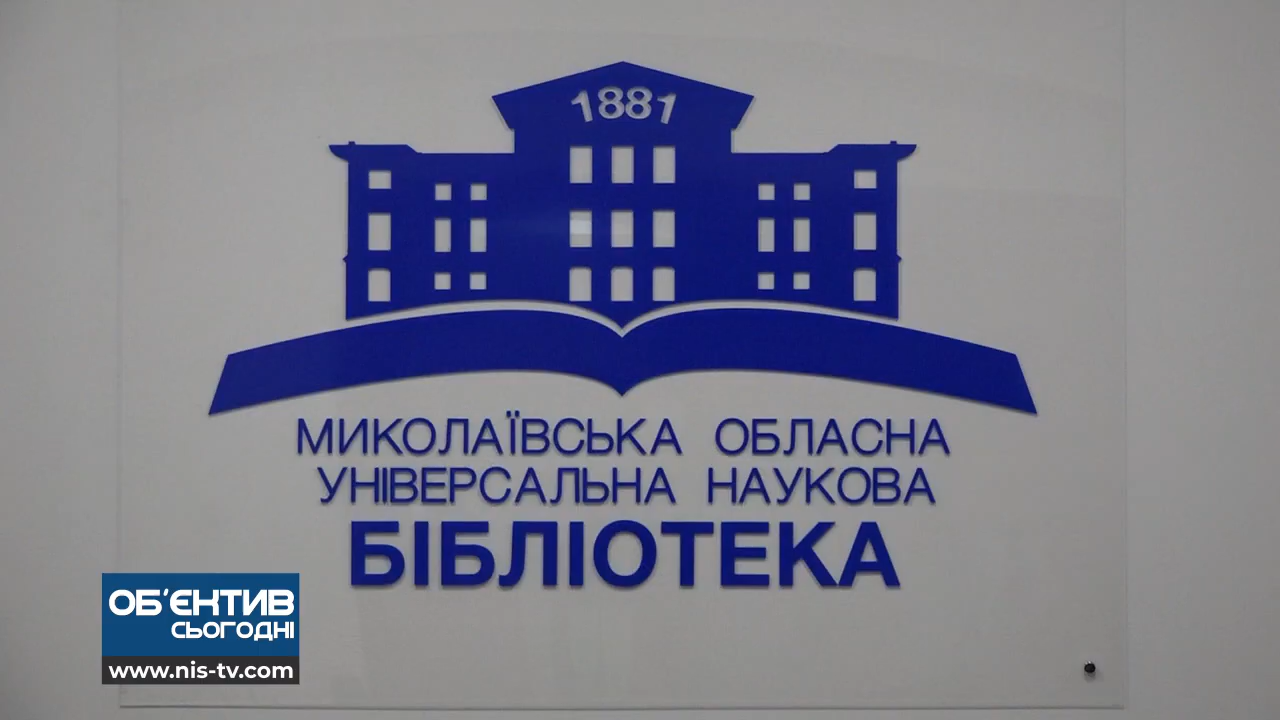 1881
МИКОЛАЇВСЬКА ОБЛАСНА
УНІВЕРСАЛЬНА НАУКОВА
БІБЛІОТЕКА
ОБ'ЄКТИВ
СЬОГОДНІ
www.nis-tv.com